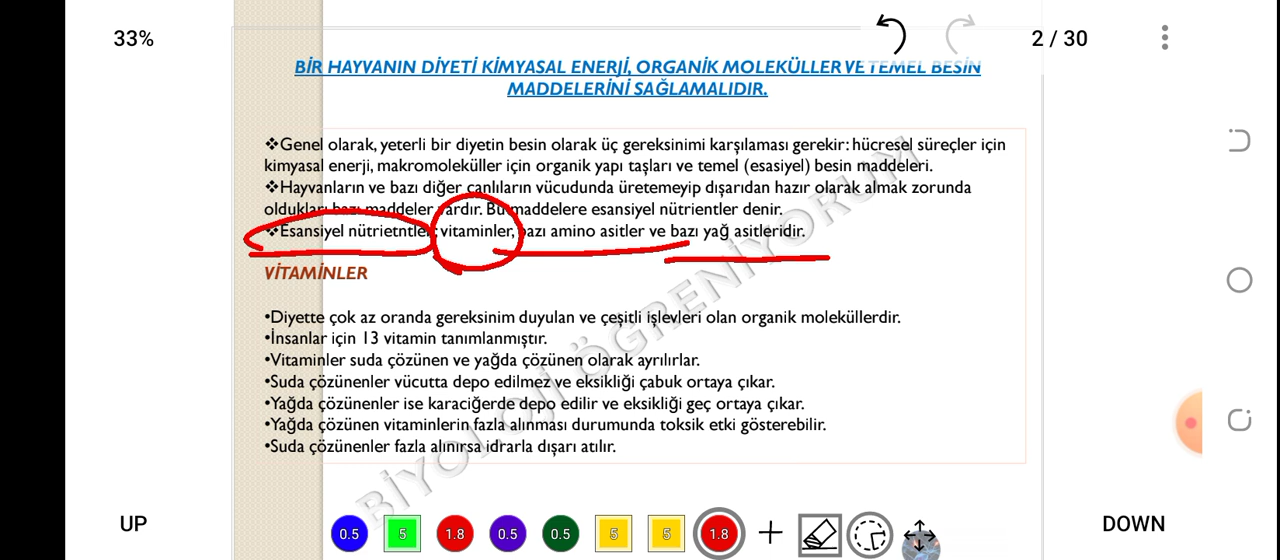 33%
2 / 30
BİR HAYVANIN DİYETİ KİMYASAL ENERJİ, ORGANİK MOLEKÜLLER VE TEMEL BESİN
MADDELERİNİ SAĞLAMALIDIR.
❖Genel olarak, yeterli bir diyetin besin olarak üç gereksinimi karşılaması gerekir: hücresel süreçler için
kimyasal enerji, makromoleküller için organik yapı taşları ve temel (esasiyel) besin maddeleri.
❖Hayvanların ve bazı diğer canlıların vücudunda üretemeyip dışarıdan hazır olarak almak zorunda
oldukları bazı maddeler vardır. Bu maddelere esansiyel nütrientler denir.
❖Esansiyel nütrietntler; vitaminler, bazı amino asitler ve bazı yağ asitleridir.
VİTAMİNLER
•Diyette çok az oranda gereksinim duyulan ve çeşitli işlevleri olan organik moleküllerdir.
•İnsanlar için 13 vitamin tanımlanmıştır.
•Vitaminler suda çözünen ve yağda çözünen olarak ayrılırlar.
•Suda çözünenler vücutta depo edilmez ve eksikliği çabuk ortaya çıkar.
•Yağda çözünenler ise karaciğerde depo edilir ve eksikliği geç ortaya çıkar.
•Yağda çözünen vitaminlerin fazla alınması durumunda toksik etki gösterebilir.
•Suda çözünenler fazla alınırsa idrarla dışarı atılır.
BİYOLOJİ ÖĞRENİYORUM
UP
0.5 5 1.8 0.5 0.5 5 5 1.8
DOWN